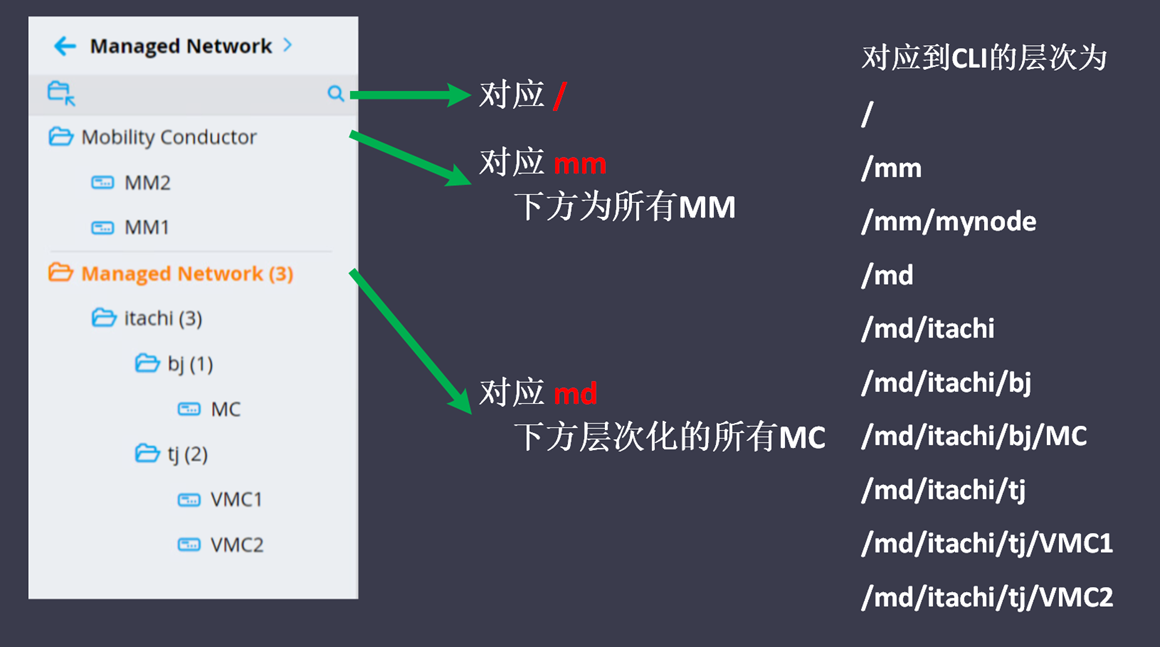 Managed Network
Mobility Conductor
MM2
MM1
Managed Network (3)
itachi (3)
bj (1)
MC
tj (2)
VMC1
VMC2
对应 /
对应 mm
下方为所有MM
对应 md
下方层次化的所有MC
对应到CLI的层次为
/
/mm
/mm/mynode
/md
/md/itachi
/md/itachi/bj
/md/itachi/bj/MC
/md/itachi/tj
/md/itachi/tj/VMC1
/md/itachi/tj/VMC2